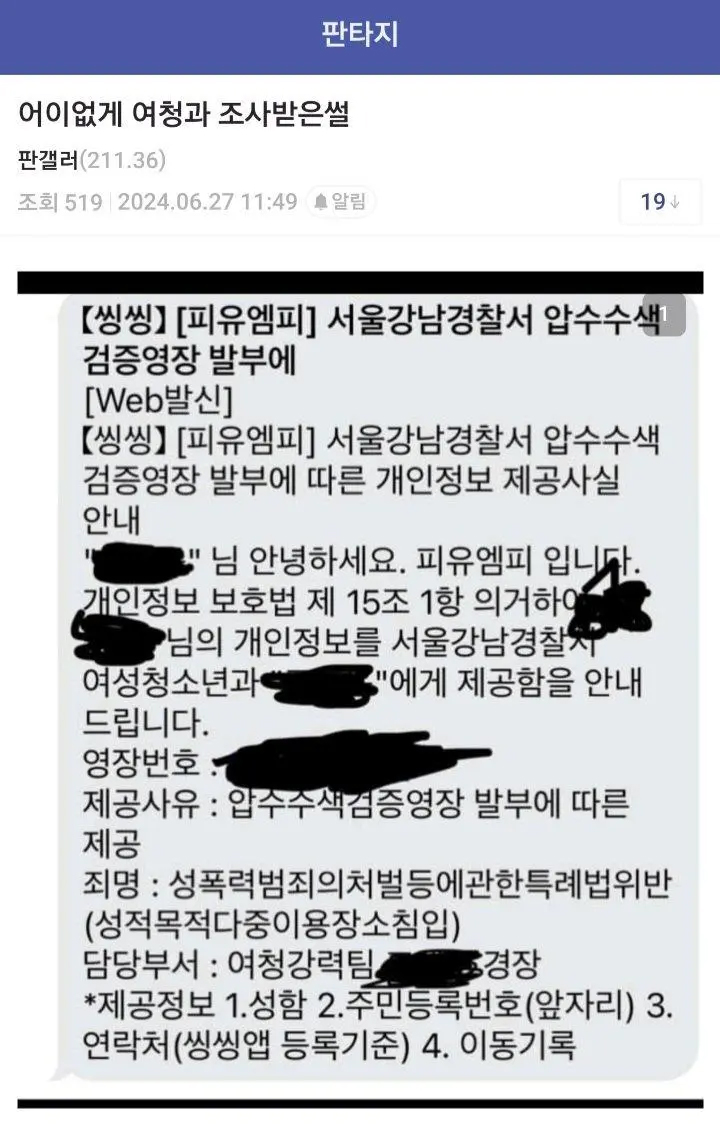 판타지
어이없게 여청과 조사받은썰
판갤러(211.36)
조회 519 2024.06.27 11:49 알림
19↓
1
【씽씽】[피유엠피] 서울강남경찰서 압수수색
검증영장 발부에
[Web발신]
【씽씽】[피유엠피] 서울강남경찰서 압수수색
검증영장 발부에 따른 개인정보 제공사실
안내
"" 님 안녕하세요. 피유엠피 입니다.
개인정보 보호법 제 15조 1항 의거하여
님의 개인정보를 서울강남경찰서
여성청소년과"에게 제공함을 안내
드립니다.
영장번호 :
제공사유 : 압수수색검증영장 발부에 따른
제공
죄명 : 성폭력범죄의처벌등에관한특례법위반
(성적목적다중이용장소침입)
담당부서 : 여청강력팀 경장
*제공정보 1.성함 2.주민등록번호(앞자리) 3.
연락처(씽씽앱 등록기준) 4. 이동기록